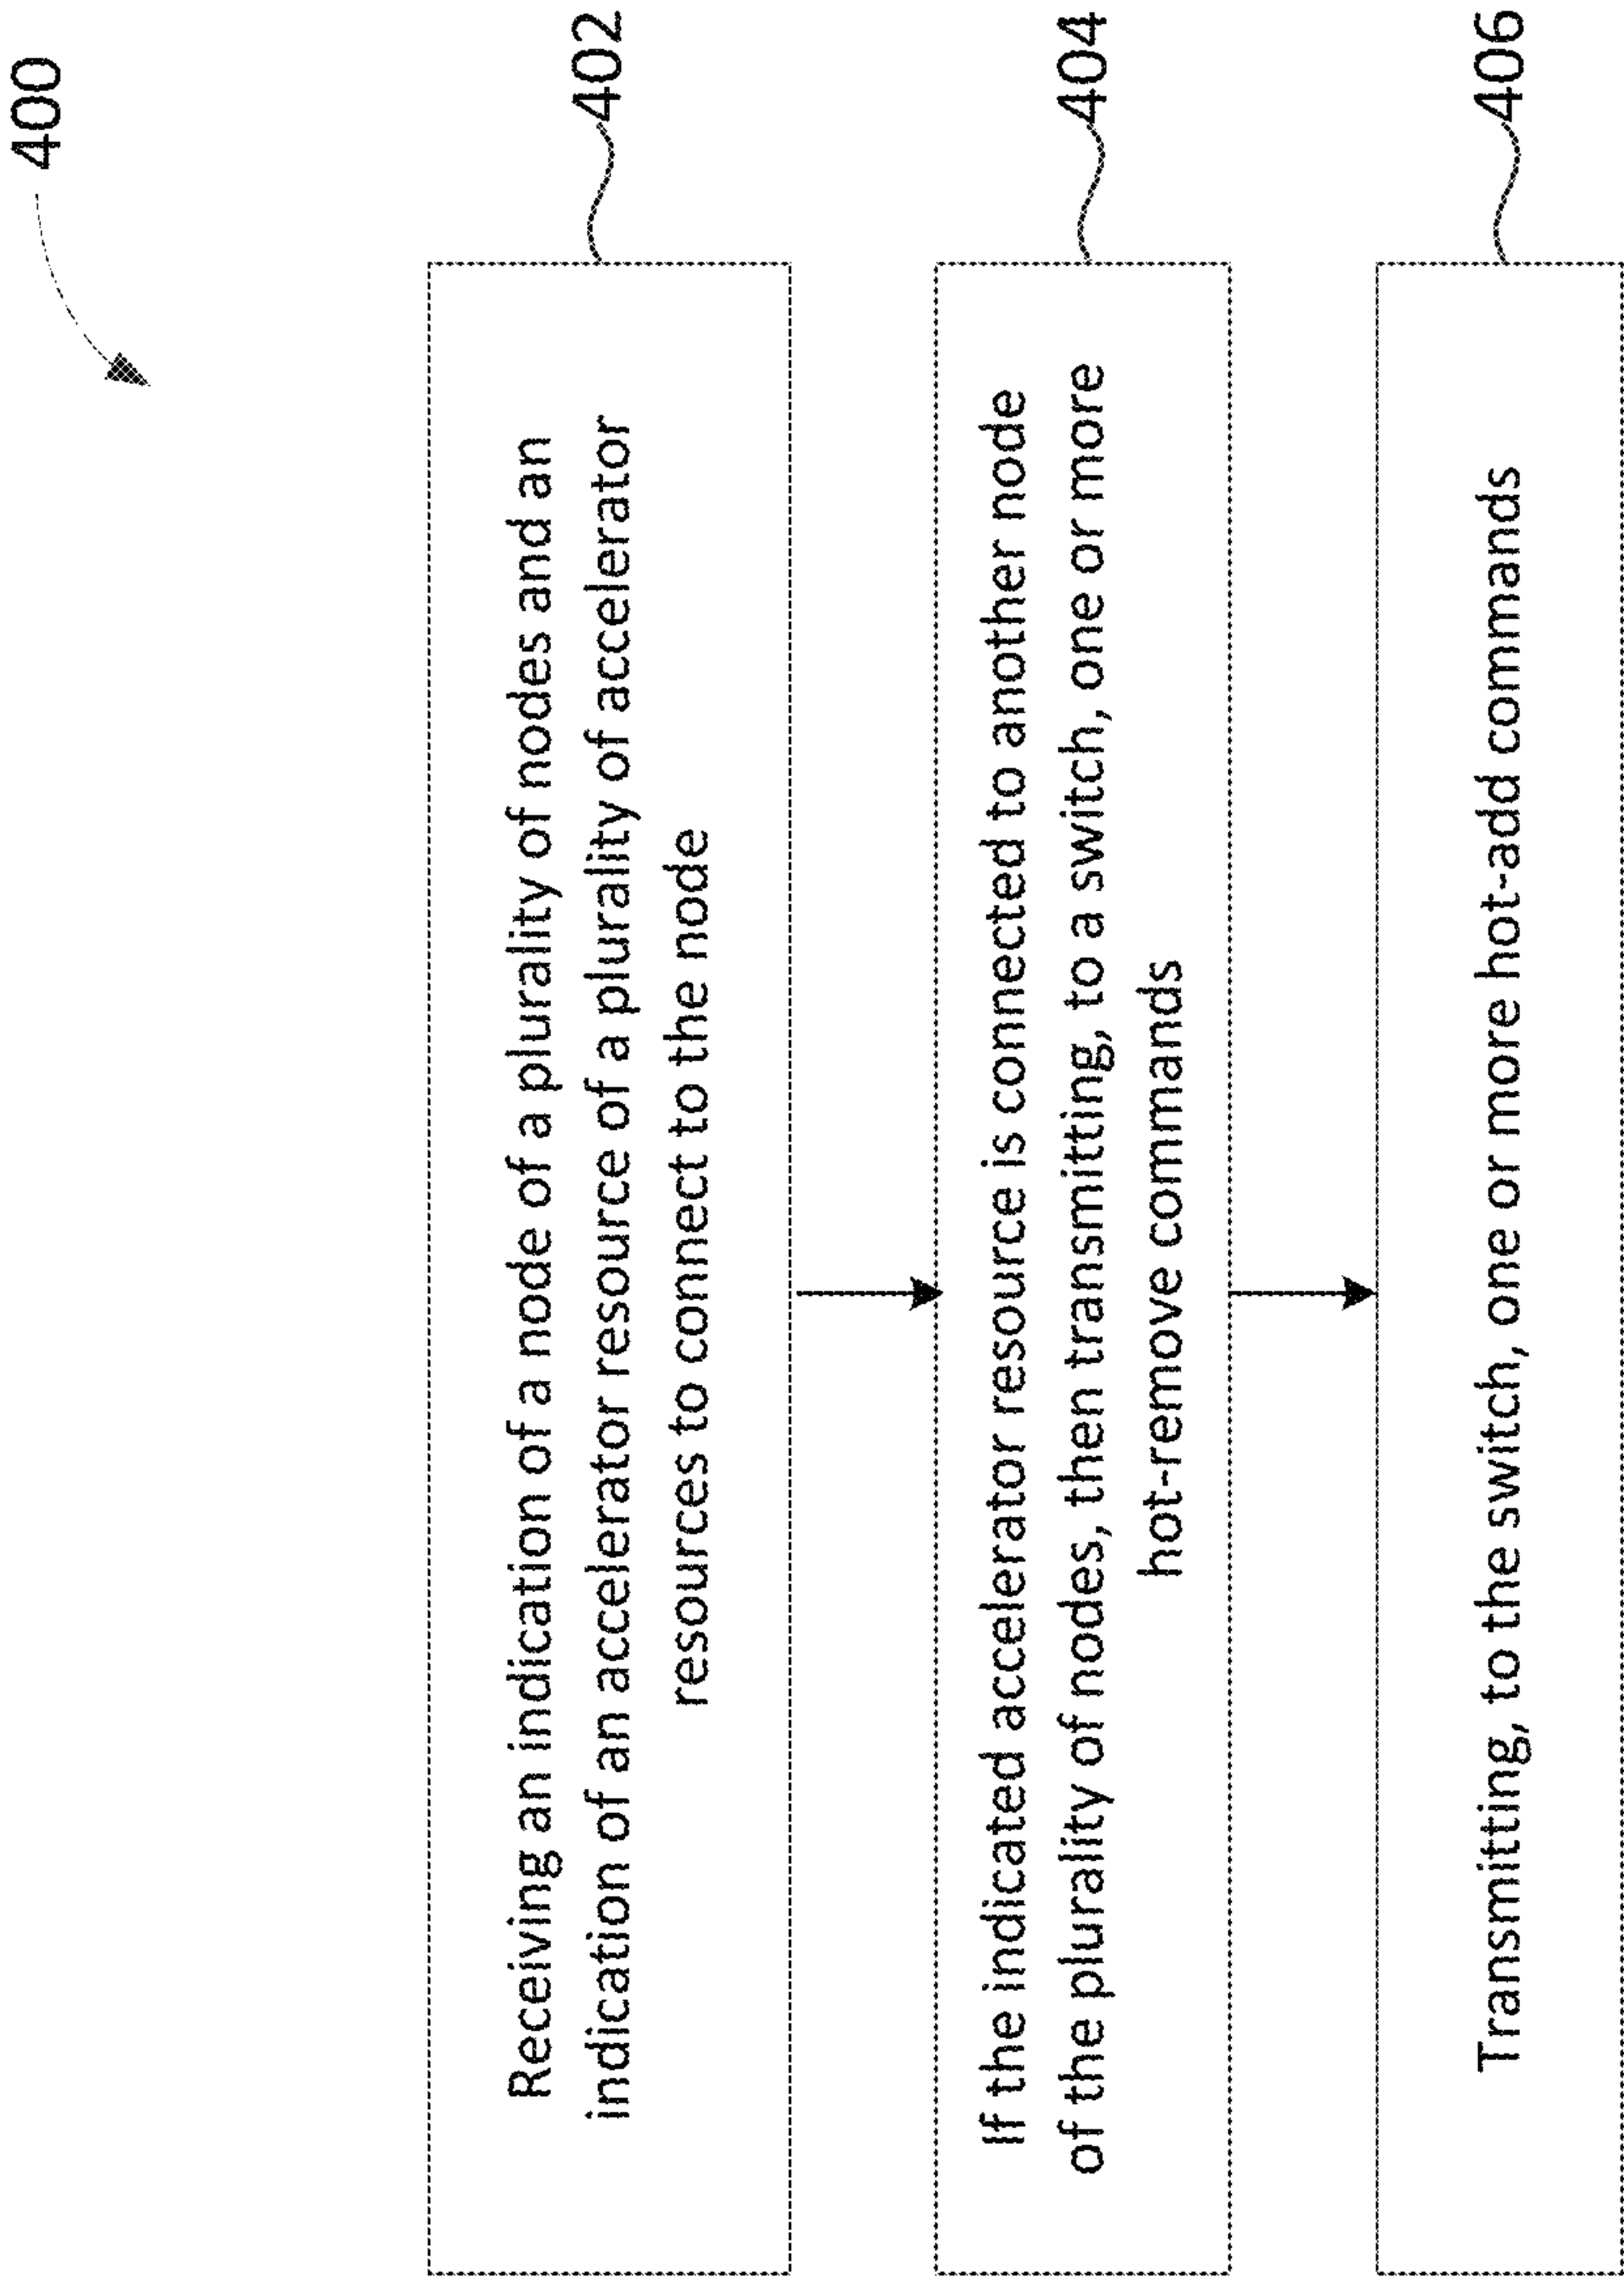 400
Receiving an indication of a node of a plurality of nodes and an
indication of an accelerator resource of a plurality of accelerator
resources to connect to the node
402
If the indicated accelerator resource is connected to another node
of the plurality of nodes, then transmitting, to a switch, one or more
hot-remove commands
404
Transmitting, to the switch, one or more hot-add commands
406